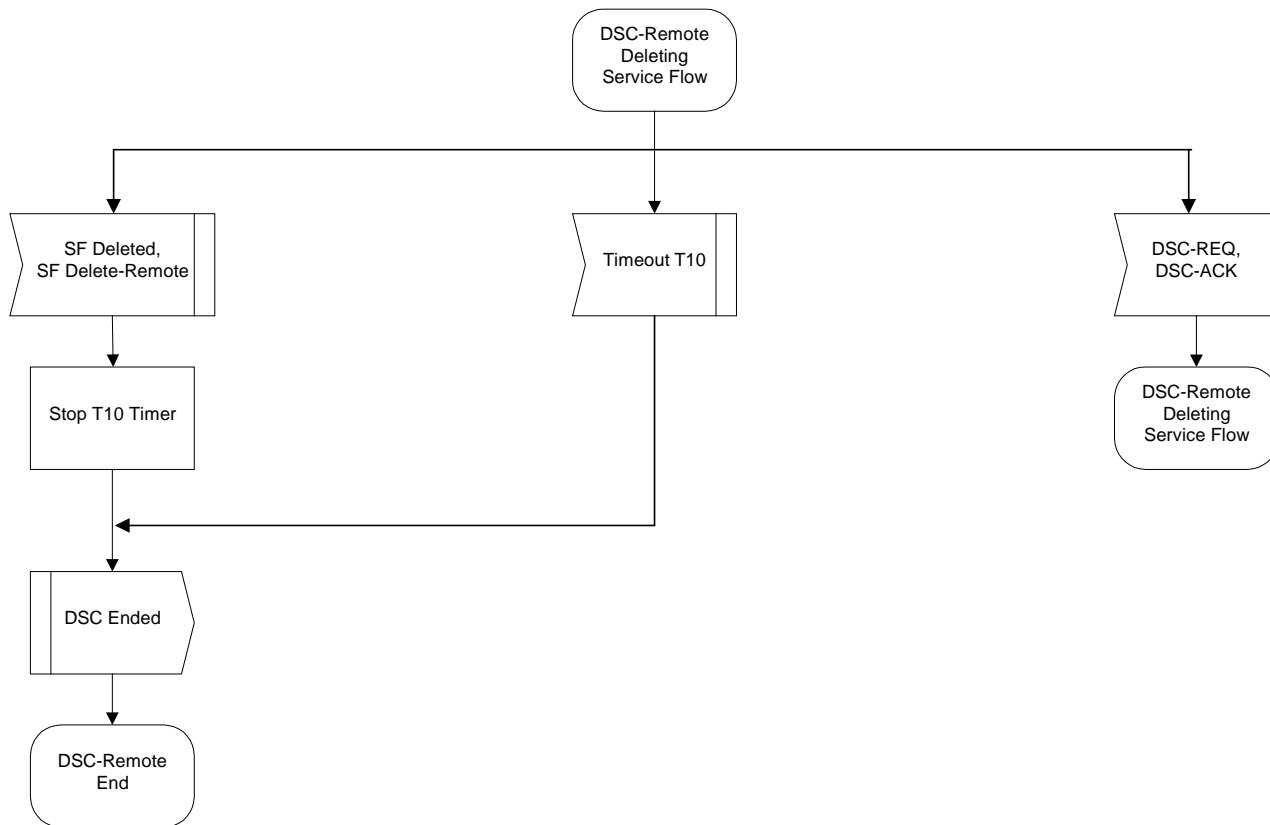 DSC-Remote
Deleting
Service Flow
SF Deleted,
SF Delete-Remote
Timeout T10
DSC-REQ,
DSC-ACK
Stop T10 Timer
DSC-Remote
Deleting
Service Flow
DSC Ended
DSC-Remote
End